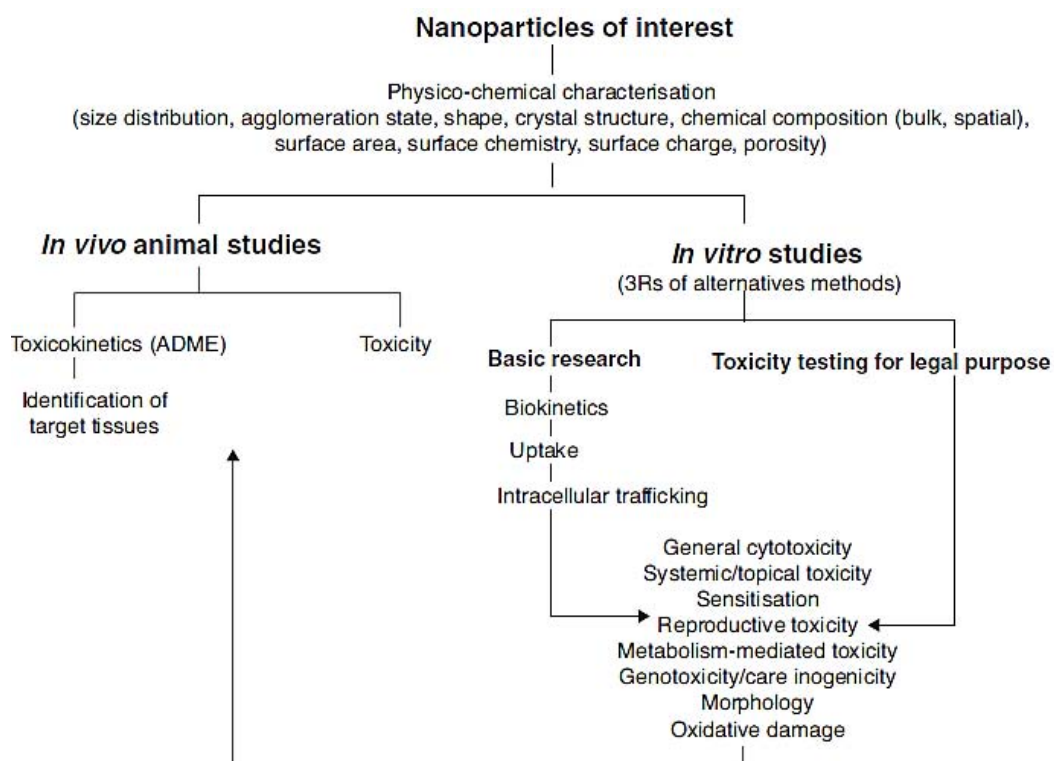 Nanoparticles of interest
Physico-chemical characterisation
(size distribution, agglomeration state, shape, crystal structure, chemical composition (bulk, spatial),
surface area, surface chemistry, surface charge, porosity)
In vivo animal studies
In vitro studies
(3Rs of alternatives methods)
Toxicokinetics (ADME)
Toxicity
Identification of
target tissues
Basic research
Toxicity testing for legal purpose
Biokinetics
Uptake
Intracellular trafficking
General cytotoxicity
Systemic/topical toxicity
Sensitisation
Reproductive toxicity
Metabolism-mediated toxicity
Genotoxicity/care inogenicity
Morphology
Oxidative damage